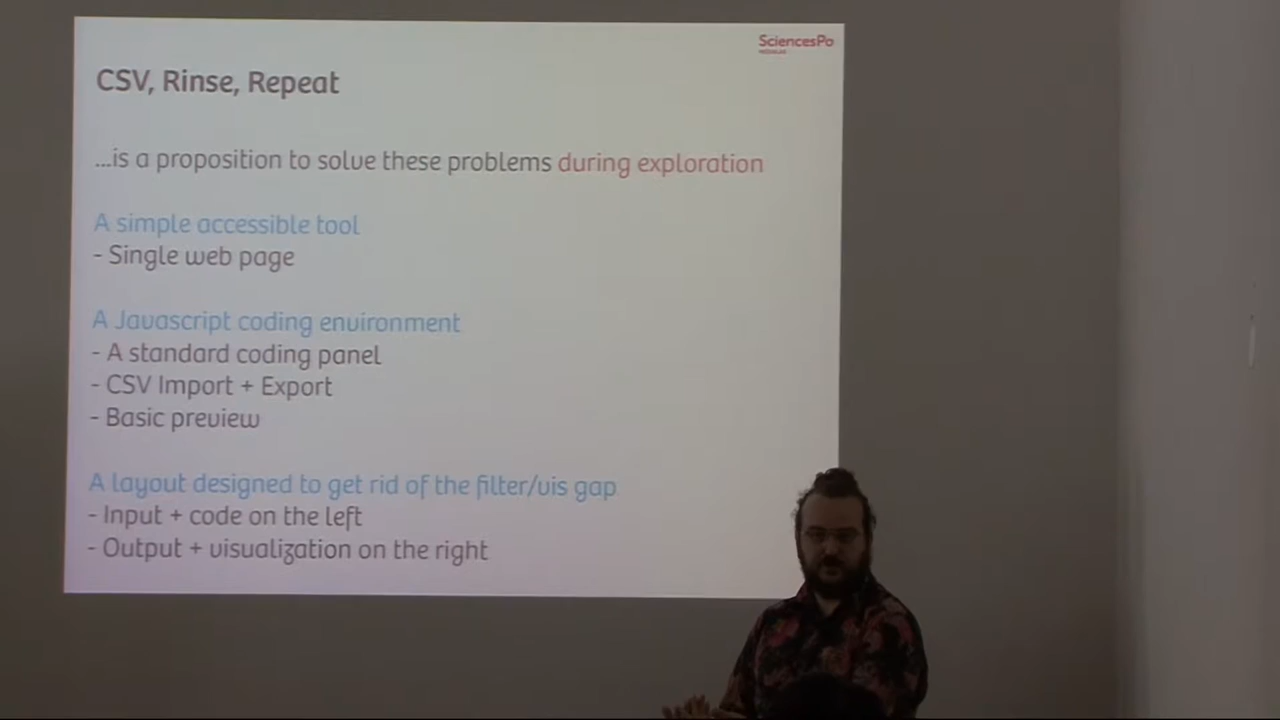 SciencesPo
CSV, Rinse, Repeat
...is a proposition to solve these problems during exploration
A simple accessible tool
- Single web page
A Javascript coding environment
- A standard coding panel
- CSV Import + Export
- Basic preview
A layout designed to get rid of the filter/vis gap
- Input + code on the left
- Output + visualization on the right